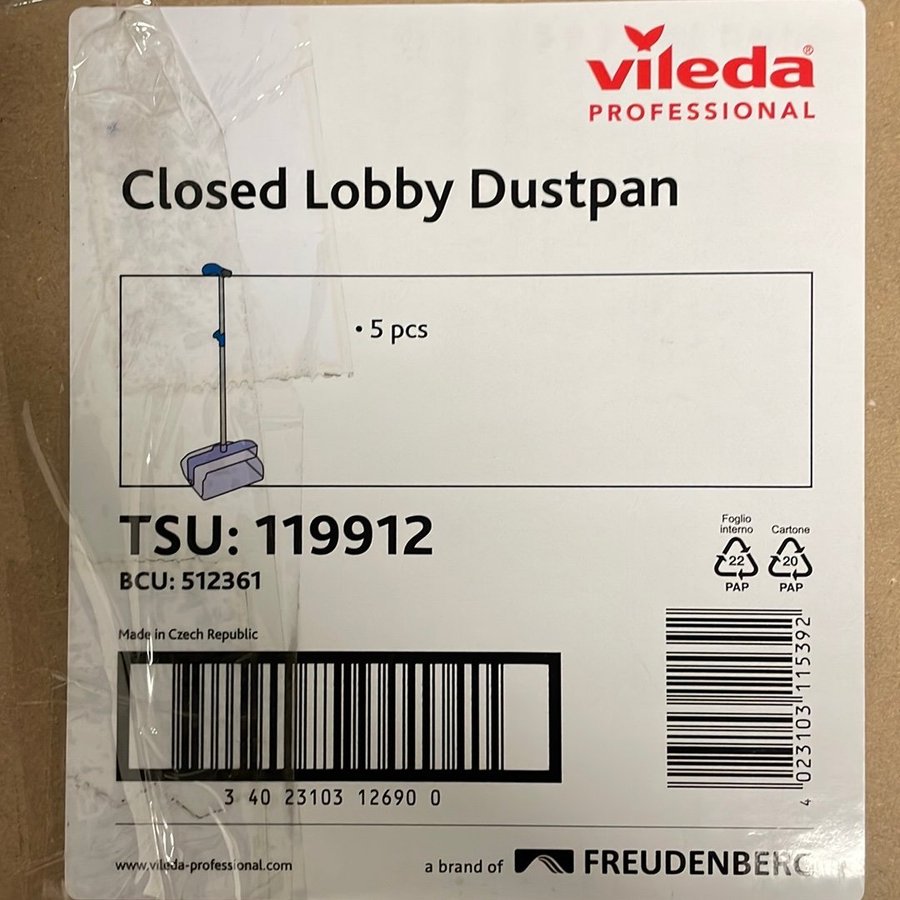 vileda®
PROFESSIONAL
Closed Lobby Dustpan
• 5 pcs
TSU: 119912
BCU: 512361
Foglio
interno
Cartone
22
20
PAP
PAP
Made in Czech Republic
3 40 23103 12690 0
4 023103 115392
www.vileda-professional.com
a brand of FREUDENBERG